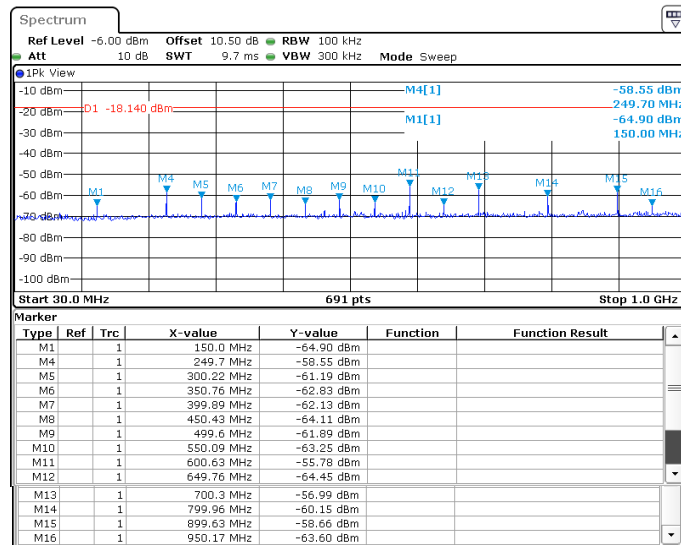 Spectrum
Ref Level -6.00 dBm Offset 10.50 dB RBW 100 kHz
Att 10 dB SWT 9.7 ms VBW 300 kHz Mode Sweep
1Pk View
-10 dBm M4[1] -58.55 dBm
249.70 MHz
-20 dBm D1 -18.140 dBm M1[1] -64.90 dBm
150.00 MHz
-30 dBm
-40 dBm
-50 dBm
M1 M4 M5 M6 M7 M8 M9 M10 M11 M12 M13 M14 M15 M16
-60 dBm
-70 dBm
-80 dBm
-90 dBm
-100 dBm
Start 30.0 MHz 691 pts Stop 1.0 GHz
Marker
Type Ref Trc X-value Y-value Function Function Result
M1 1 150.0 MHz -64.90 dBm
M4 1 249.7 MHz -58.55 dBm
M5 1 300.22 MHz -61.19 dBm
M6 1 350.76 MHz -62.83 dBm
M7 1 399.89 MHz -62.13 dBm
M8 1 450.43 MHz -64.11 dBm
M9 1 499.6 MHz -61.89 dBm
M10 1 550.09 MHz -63.25 dBm
M11 1 600.63 MHz -55.78 dBm
M12 1 649.76 MHz -64.45 dBm
M13 1 700.3 MHz -56.99 dBm
M14 1 799.96 MHz -60.15 dBm
M15 1 899.63 MHz -58.66 dBm
M16 1 950.17 MHz -63.60 dBm